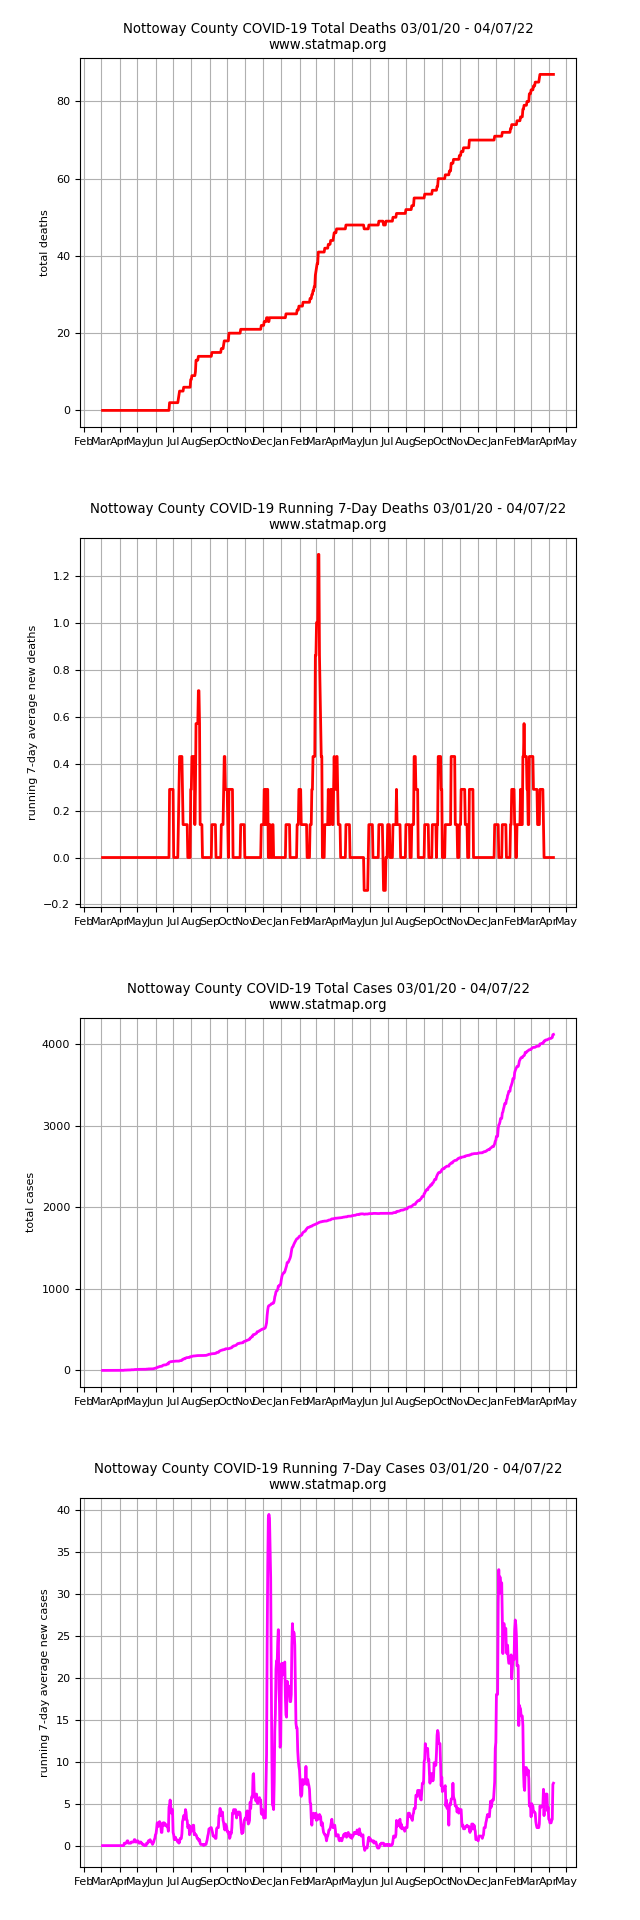 Nottoway County COVID-19 Total Deaths 03/01/20 - 04/07/22
www.statmap.org
80
60
40
20
0
total deaths
Feb Mar Apr May Jun Jul Aug Sep Oct Nov Dec Jan Feb Mar Apr May Jun Jul Aug Sep Oct Nov Dec Jan Feb Mar Apr May
Nottoway County COVID-19 Running 7-Day Deaths 03/01/20 - 04/07/22
www.statmap.org
1.2
1.0
0.8
0.6
0.4
0.2
0.0
−0.2
running 7-day average new deaths
Feb Mar Apr May Jun Jul Aug Sep Oct Nov Dec Jan Feb Mar Apr May Jun Jul Aug Sep Oct Nov Dec Jan Feb Mar Apr May
Nottoway County COVID-19 Total Cases 03/01/20 - 04/07/22
www.statmap.org
4000
3000
2000
1000
0
total cases
Feb Mar Apr May Jun Jul Aug Sep Oct Nov Dec Jan Feb Mar Apr May Jun Jul Aug Sep Oct Nov Dec Jan Feb Mar Apr May
Nottoway County COVID-19 Running 7-Day Cases 03/01/20 - 04/07/22
www.statmap.org
40
35
30
25
20
15
10
5
0
running 7-day average new cases
Feb Mar Apr May Jun Jul Aug Sep Oct Nov Dec Jan Feb Mar Apr May Jun Jul Aug Sep Oct Nov Dec Jan Feb Mar Apr May